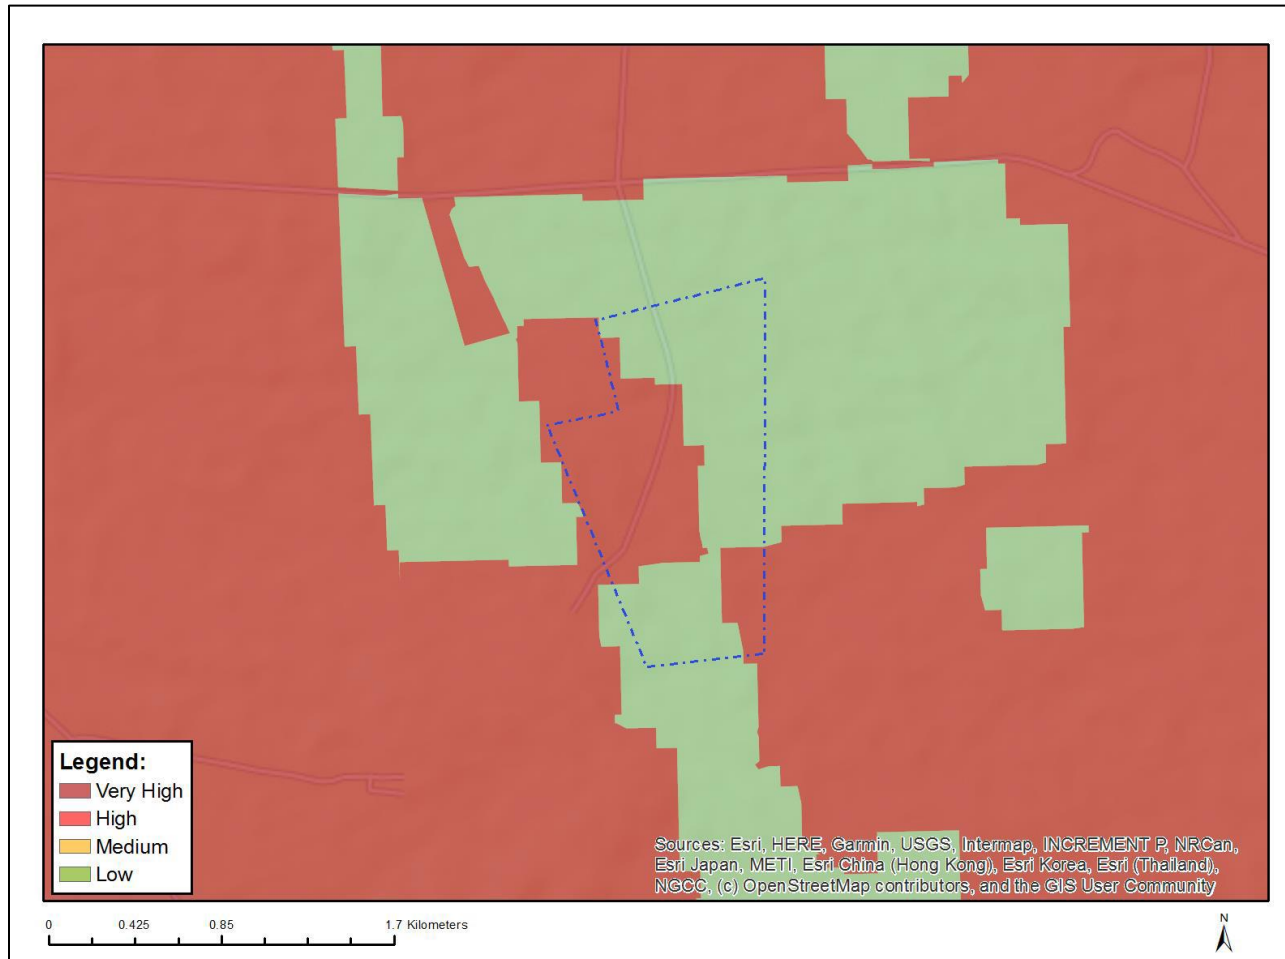 Legend:
Very High
High
Medium
Low
Sources: Esri, HERE, Garmin, USGS, Intermap, INCREMENT P, NRCan,
Esri Japan, METI, Esri China (Hong Kong), Esri Korea, Esri (Thailand),
NGCC, (c) OpenStreetMap contributors, and the GIS User Community
0 0.425 0.85 1.7 Kilometers
N